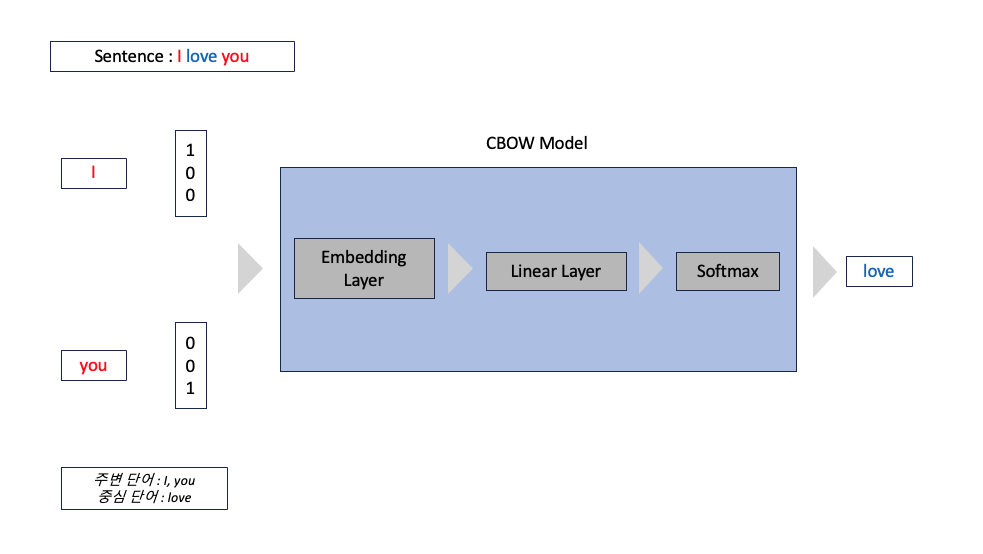 Sentence : I love you
CBOW Model
I
1
0
0
Embedding
Layer
Linear Layer
Softmax
love
you
0
0
1
주변 단어 : I, you
중심 단어 : love